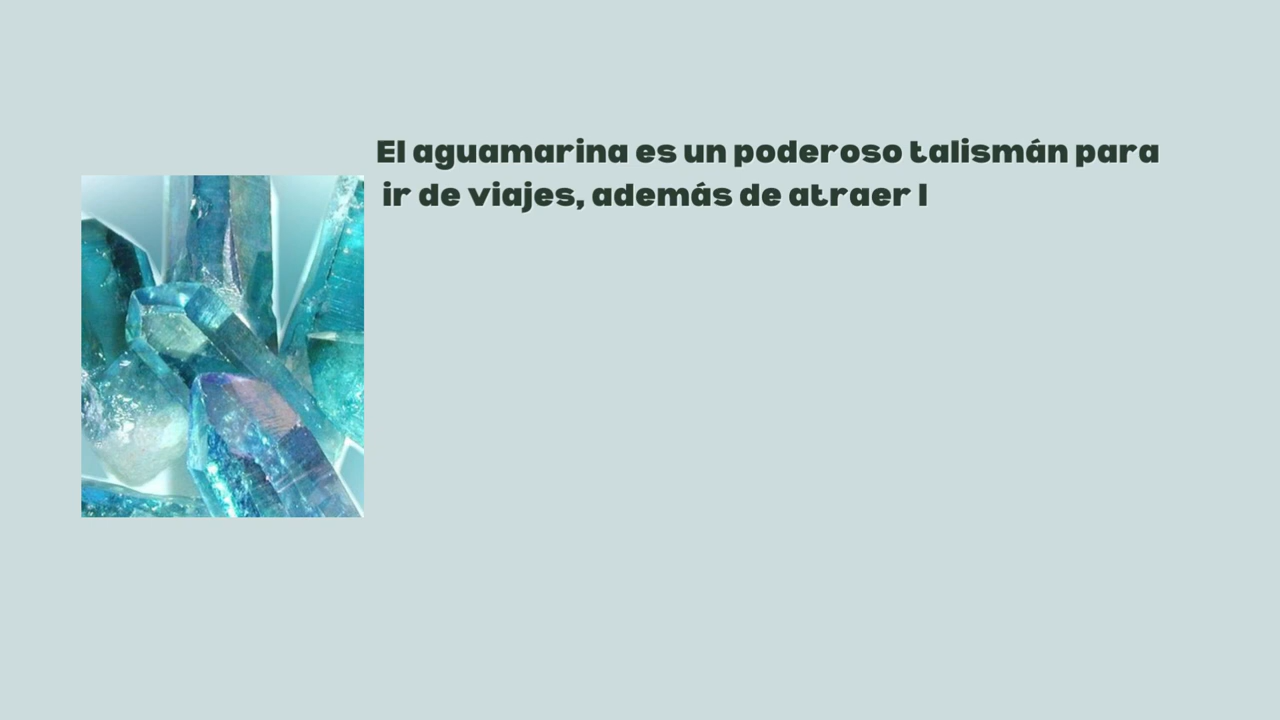 El aguamarina es un poderoso talismán para
ir de viajes, además de atraer l